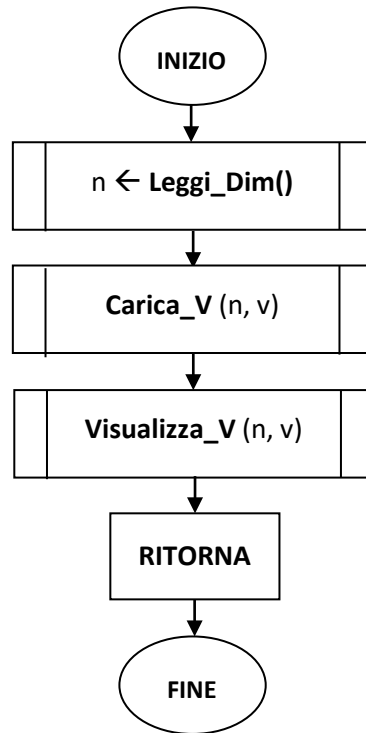 INIZIO
n ← Leggi_Dim()
Carica_V (n, v)
Visualizza_V (n, v)
RITORNA
FINE